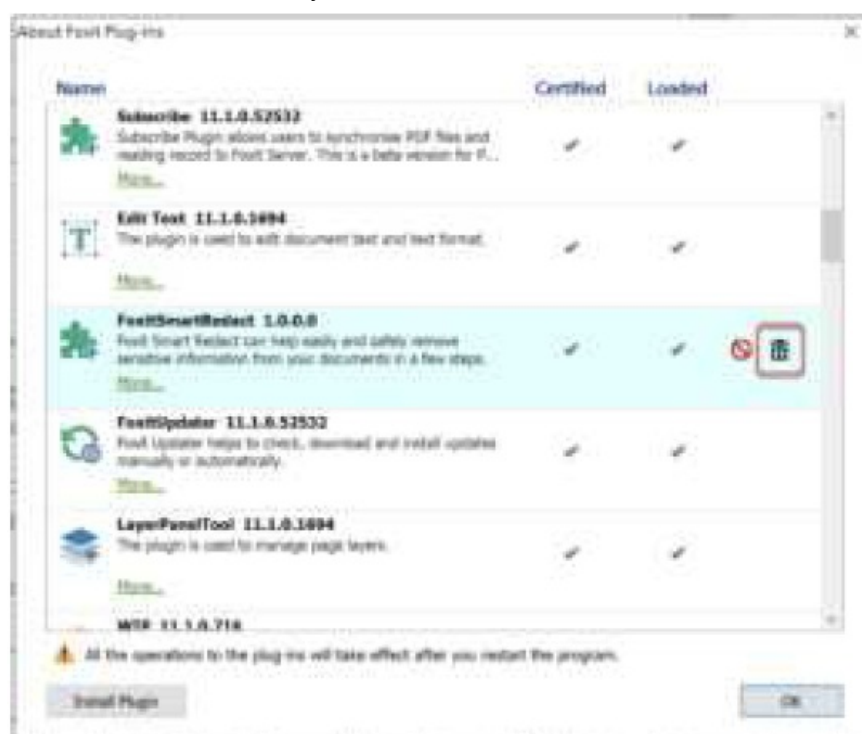 About Foxit Plug-ins
Name Certified Loaded
Subscribe 11.1.0.52532
Subscribe Plugin allows users to synchronise PDF files and
reading record to Foxit Server. This is a beta version for P...
More...
Edit Text 11.1.0.1694
The plugin is used to edit document text and text format.
More...
FoxitSmartRedact 1.0.0.0
Foxit Smart Redact can help easily and safely remove
sensitive information from your documents in a few steps.
More...
FoxitUpdater 11.1.0.52532
Foxit Updater helps to check, download and install updates
manually or automatically.
More...
LayerPanelTool 11.1.0.1694
The plugin is used to manage page layers.
More...
11.1.0.716
All the operations to the plug-ins will take effect after you restart the program.
Install Plugin OK